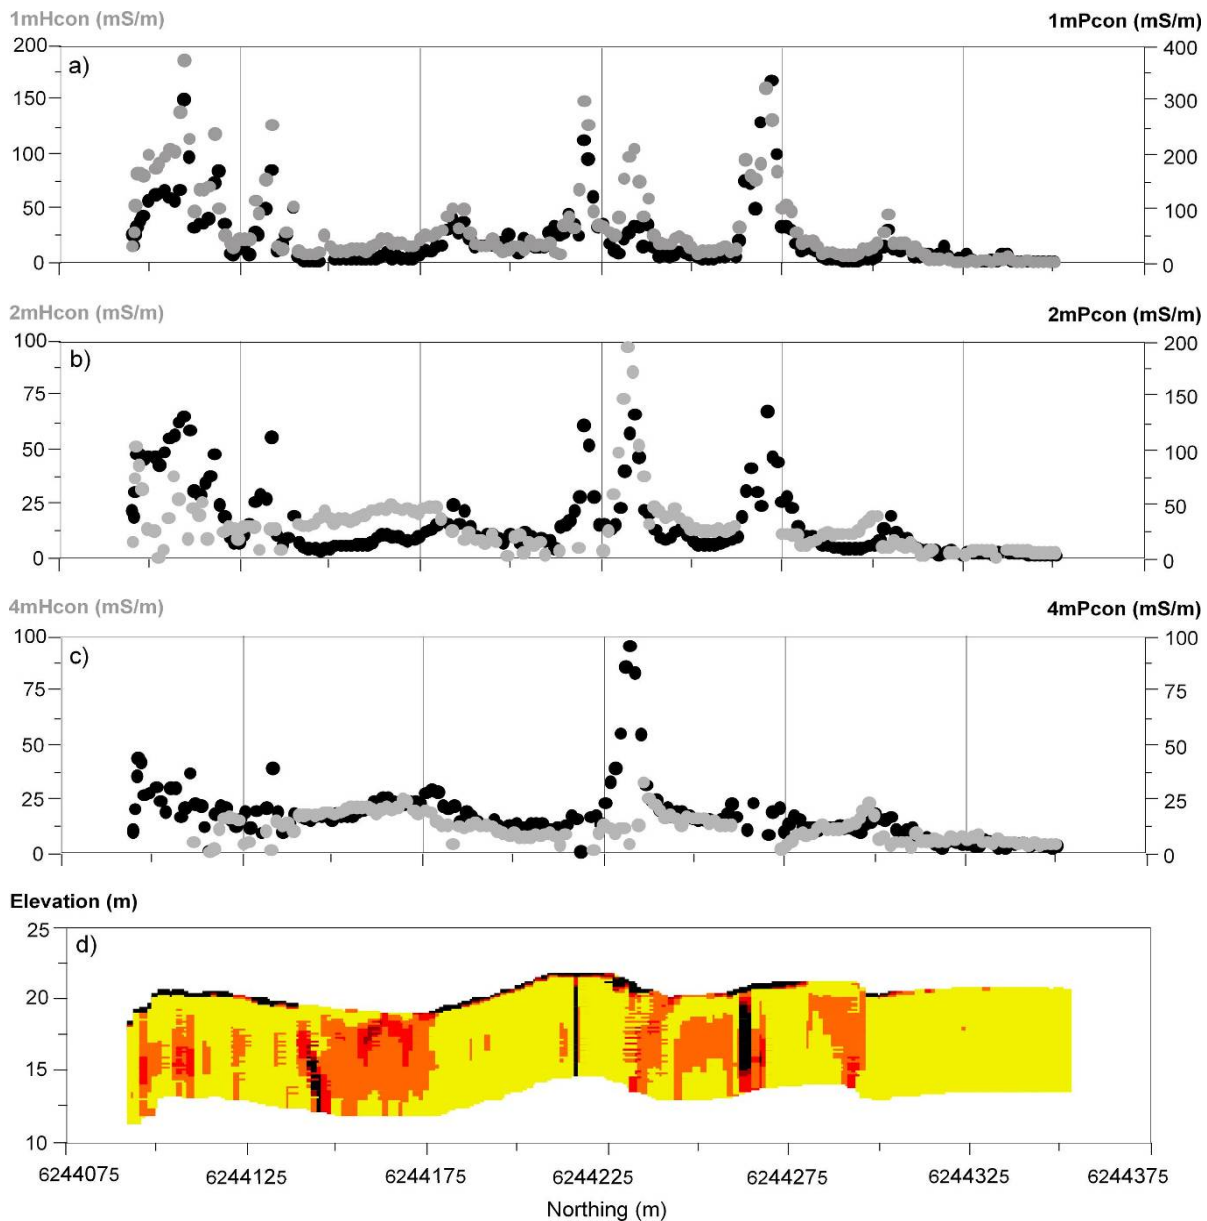 1mHcon (mS/m) 1mPcon (mS/m)
200 400
a)
150 300
100 200
50 100
0 0
2mHcon (mS/m) 2mPcon (mS/m)
100 200
b)
75 150
50 100
25 50
0 0
4mHcon (mS/m) 4mPcon (mS/m)
100 100
c)
75 75
50 50
25 25
0 0
Elevation (m)
25
d)
20
15
10
6244075 6244125 6244175 6244225 6244275 6244325 6244375
Northing (m)